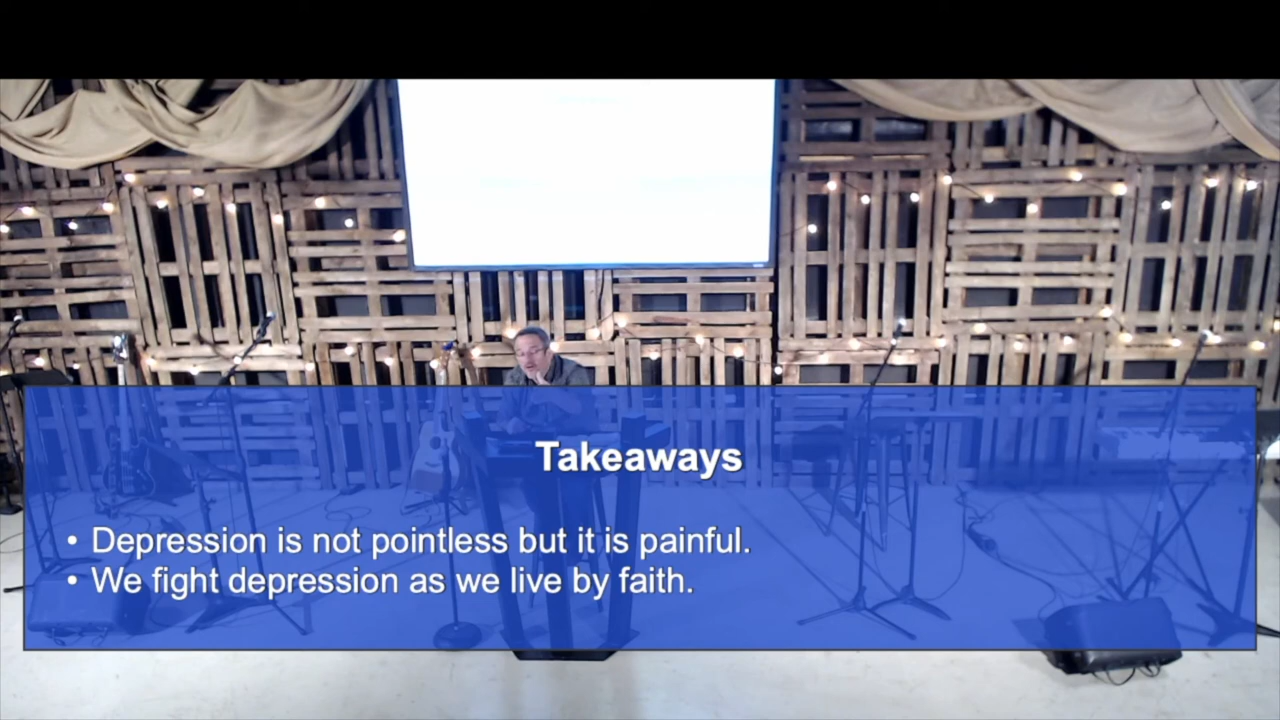 Takeaways
• Depression is not pointless but it is painful.
• We fight depression as we live by faith.